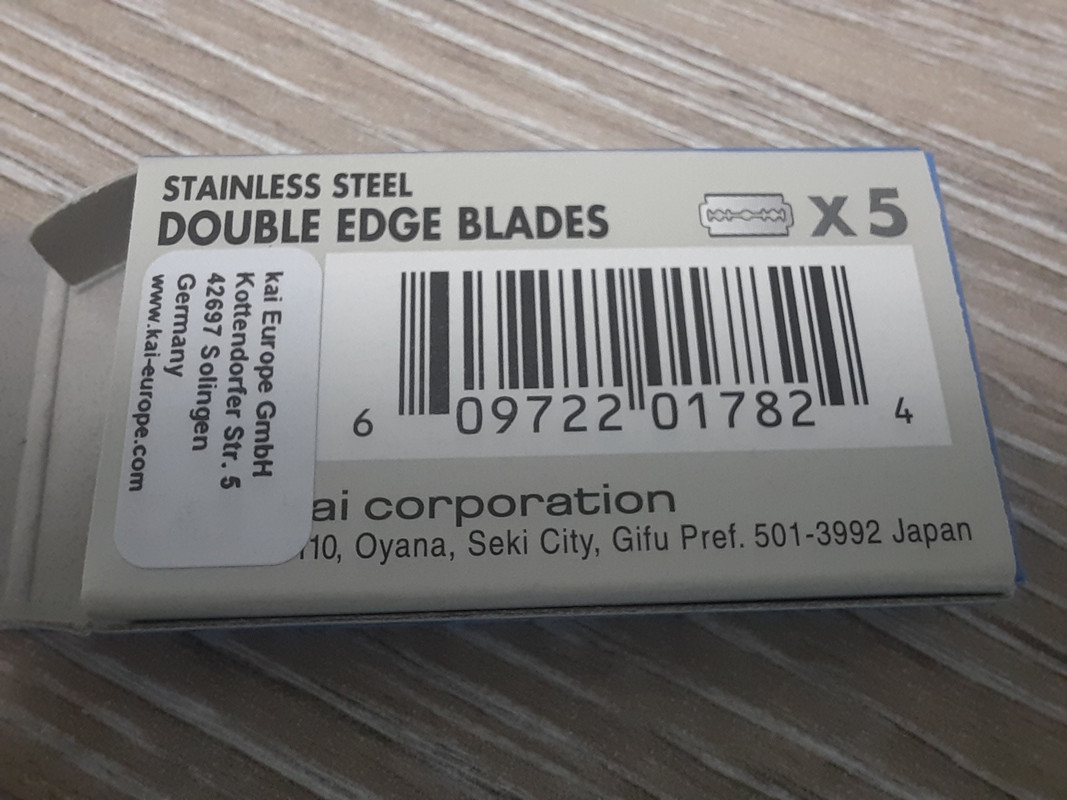 STAINLESS STEEL
DOUBLE EDGE BLADES
X 5
kai Europe GmbH
Kottendorfer Str. 5
42697 Solingen
Germany
www.kai-europe.com
6 09722 01782 4
ai corporation
110, Oyana, Seki City, Gifu Pref. 501-3992 Japan